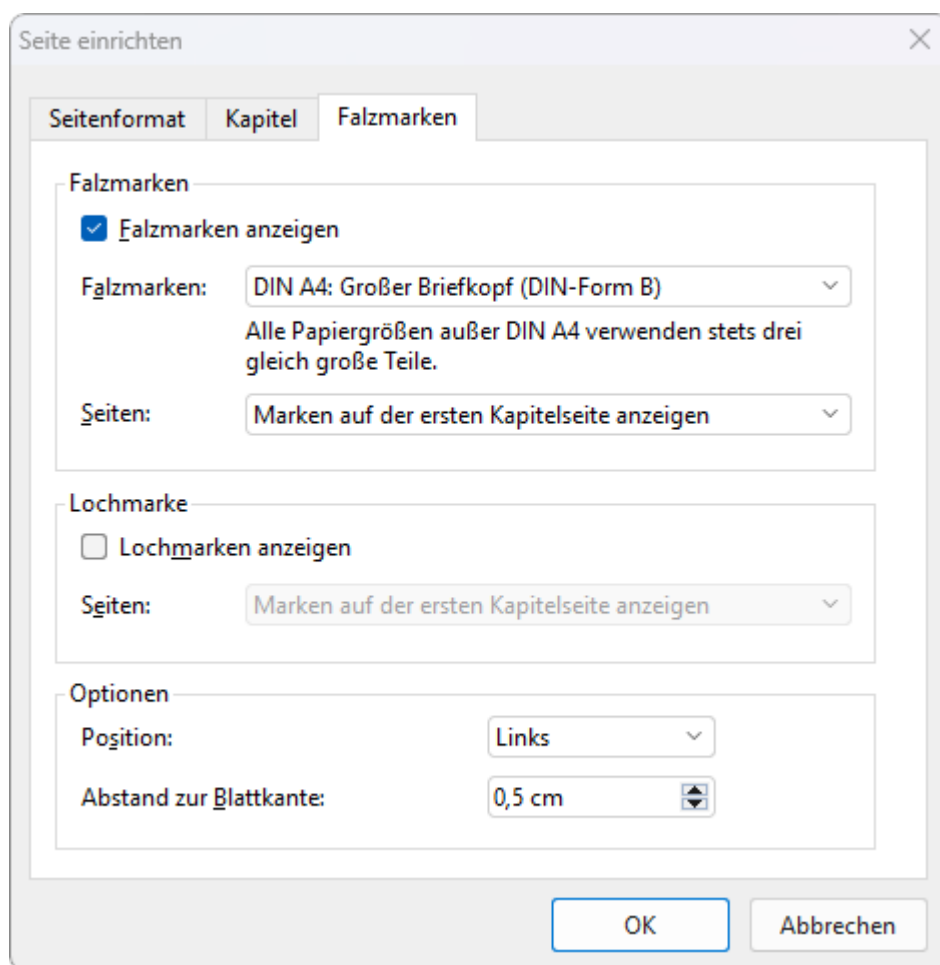 Seite einrichten
Seitenformat Kapitel Falzmarken
Falzmarken
Falzmarken anzeigen
Falzmarken: DIN A4: Großer Briefkopf (DIN-Form B)
Alle Papiergrößen außer DIN A4 verwenden stets drei
gleich große Teile.
Seiten: Marken auf der ersten Kapitelseite anzeigen
Lochmarke
Lochmarken anzeigen
Seiten: Marken auf der ersten Kapitelseite anzeigen
Optionen
Position: Links
Abstand zur Blattkante: 0,5 cm
OK Abbrechen